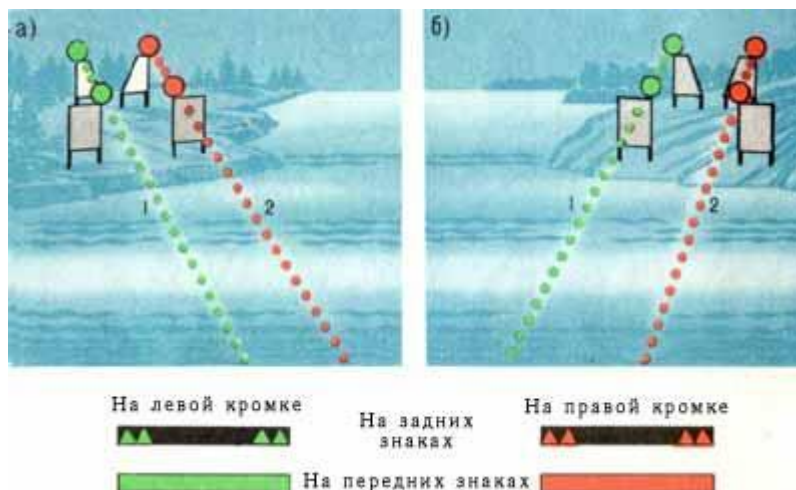 а)
б)
1
2
1
2
На левой кромке
На задних
знаках
На правой кромке
На передних знаках